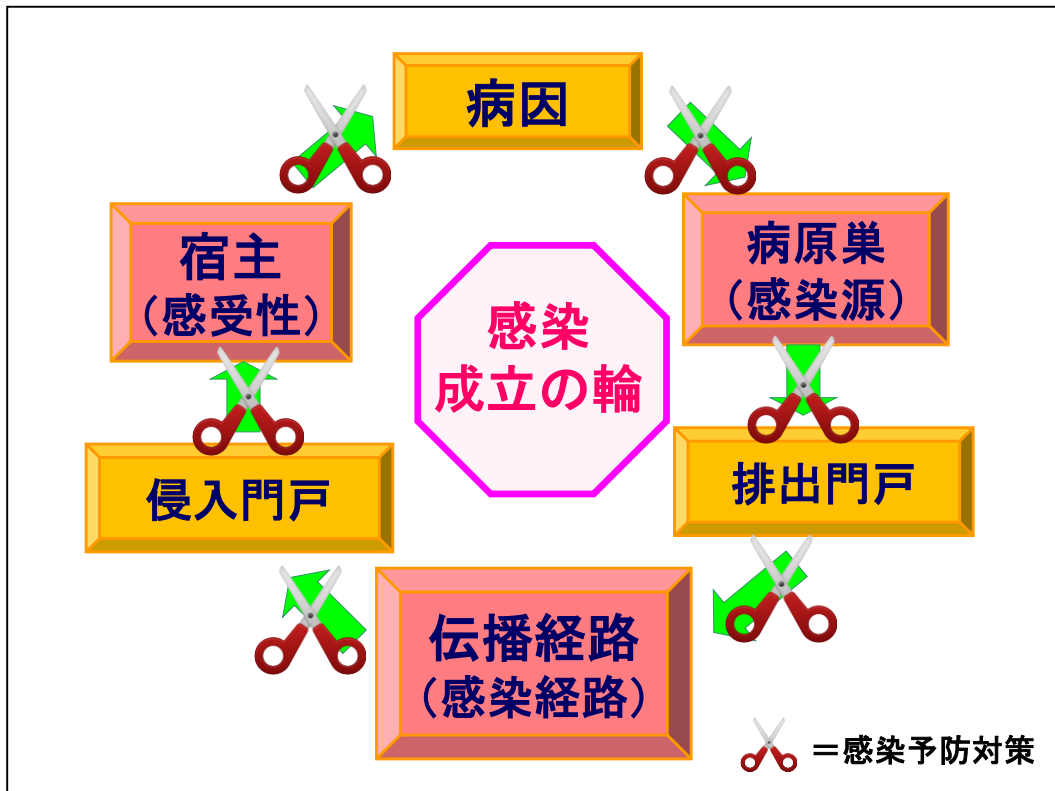 病因
宿主
（感受性）
病原巣
（感染源）
感染
成立の輪
侵入門戸
排出門戸
伝播経路
（感染経路）
＝感染予防対策